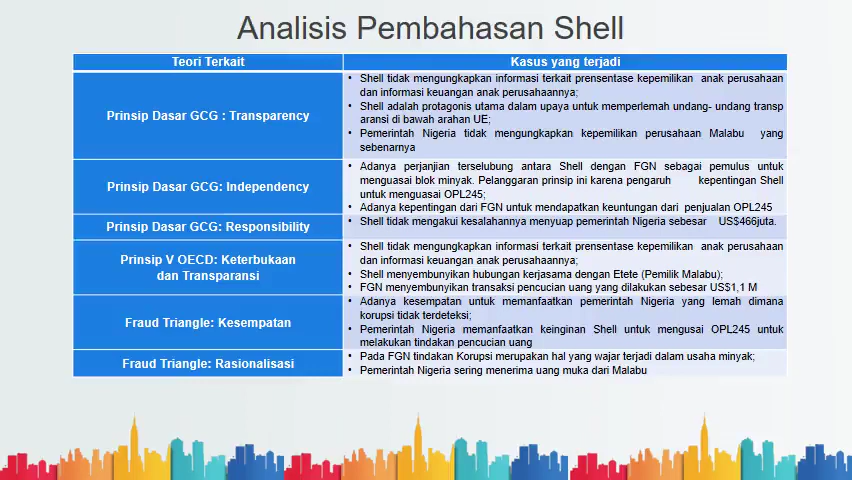 Analisis Pembahasan Shell
Teori Terkait
Kasus yang terjadi
Prinsip Dasar GCG : Transparency
• Shell tidak mengungkapkan informasi terkait prensentase kepemilikan anak perusahaan
dan informasi keuangan anak perusahaannya;
• Shell adalah protagonis utama dalam upaya untuk memperlemah undang- undang transp
aransi di bawah arahan UE;
• Pemerintah Nigeria tidak mengungkapkan kepemilikan perusahaan Malabu yang
sebenarnya
Prinsip Dasar GCG: Independency
• Adanya perjanjian terselubung antara Shell dengan FGN sebagai pemulus untuk
menguasai blok minyak. Pelanggaran prinsip ini karena pengaruh kepentingan Shell
untuk menguasai OPL245;
• Adanya kepentingan dari FGN untuk mendapatkan keuntungan dari penjualan OPL245
Prinsip Dasar GCG: Responsibility
• Shell tidak mengakui kesalahannya menyuap pemerintah Nigeria sebesar US$466juta.
Prinsip V OECD: Keterbukaan
dan Transparansi
• Shell tidak mengungkapkan informasi terkait prensentase kepemilikan anak perusahaan
dan informasi keuangan anak perusahaannya;
• Shell menyembunyikan hubungan kerjasama dengan Etete (Pemilik Malabu);
• FGN menyembunyikan transaksi pencucian uang yang dilakukan sebesar US$1,1 M
Fraud Triangle: Kesempatan
• Adanya kesempatan untuk memanfaatkan pemerintah Nigeria yang lemah dimana
korupsi tidak terdeteksi;
• Pemerintah Nigeria memanfaatkan keinginan Shell untuk mengusai OPL245 untuk
melakukan tindakan pencucian uang
Fraud Triangle: Rasionalisasi
• Pada FGN tindakan Korupsi merupakan hal yang wajar terjadi dalam usaha minyak;
• Pemerintah Nigeria sering menerima uang muka dari Malabu